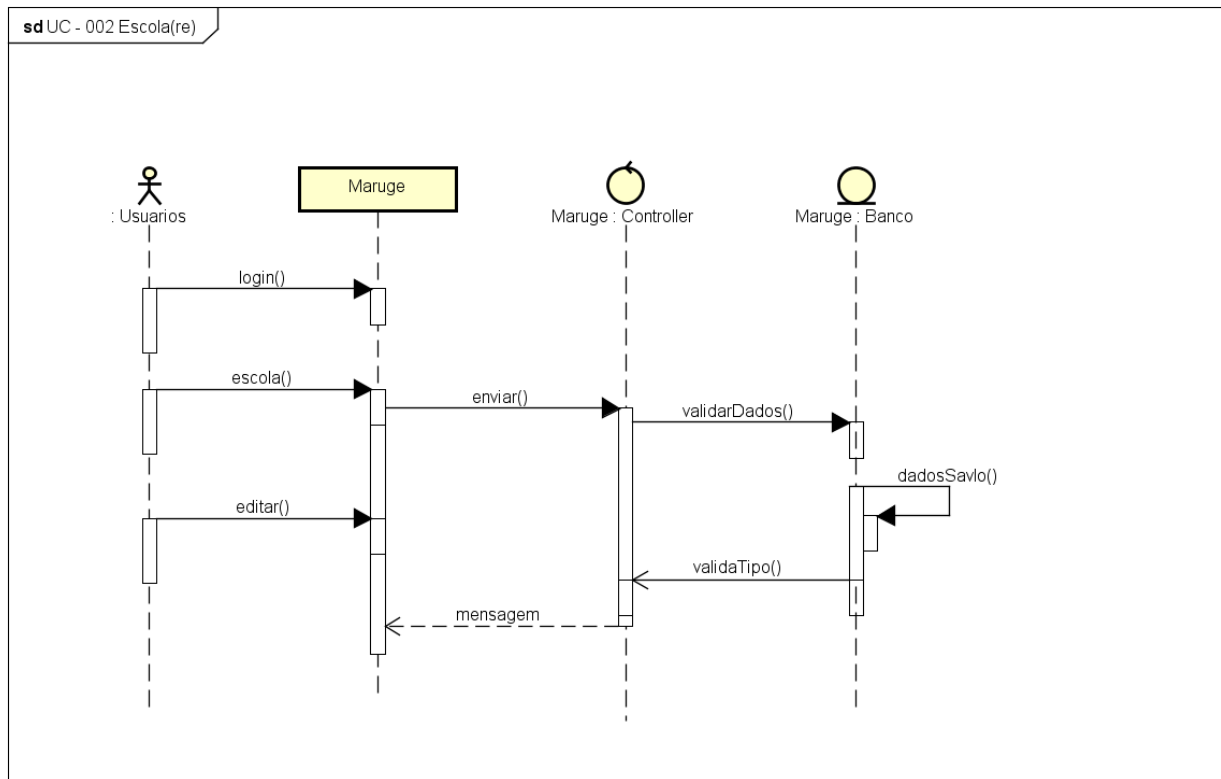 sd UC - 002 Escola(re)
Maruge
: Usuarios
Maruge : Controller
Maruge : Banco
login()
escola()
enviar()
validarDados()
dadosSavlo()
editar()
validaTipo()
mensagem